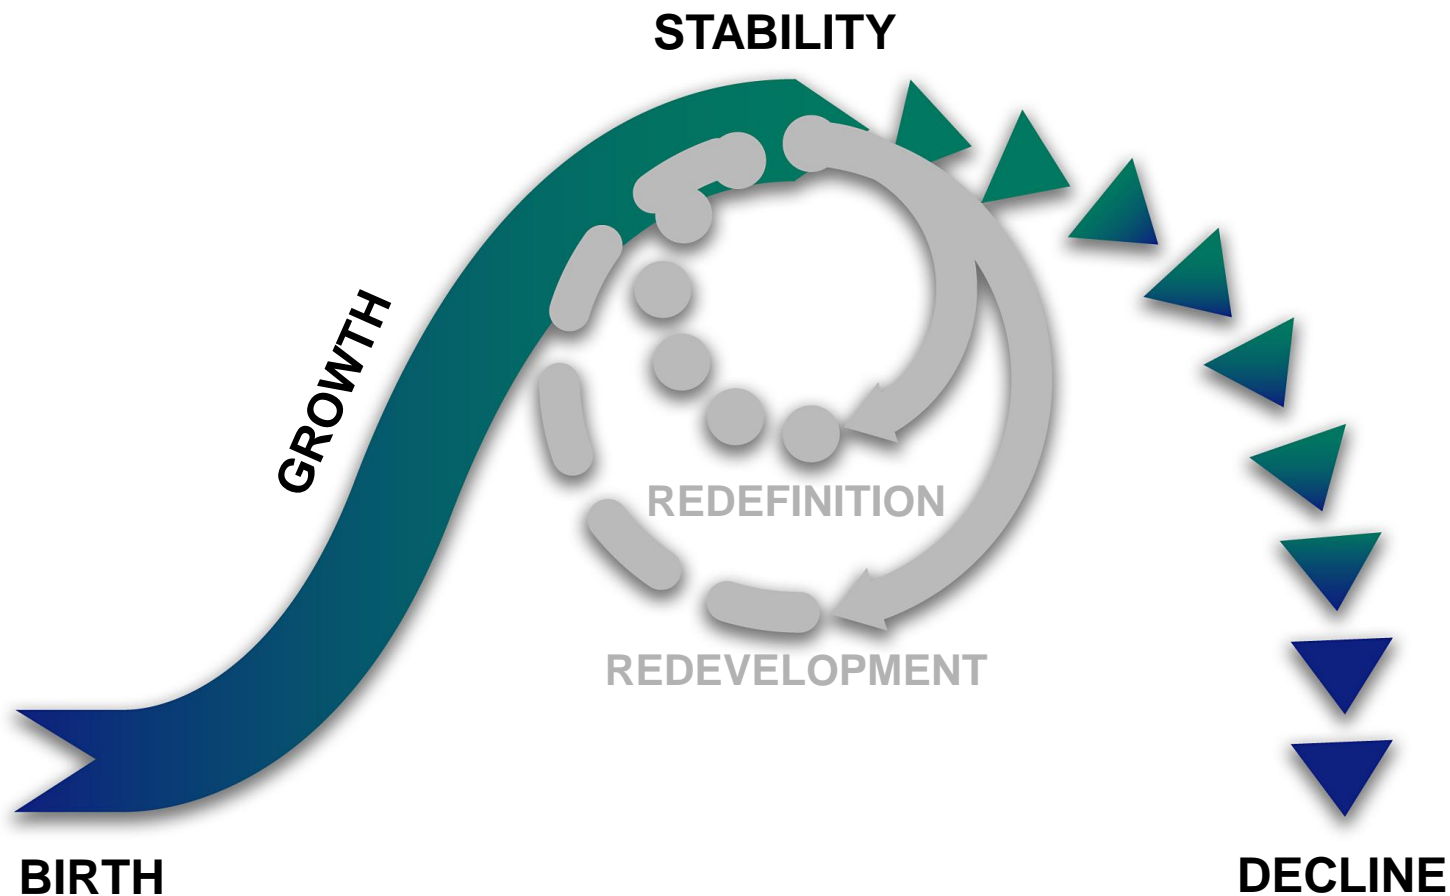 STABILITY
GROWTH
REDEFINITION
REDEVELOPMENT
BIRTH
DECLINE